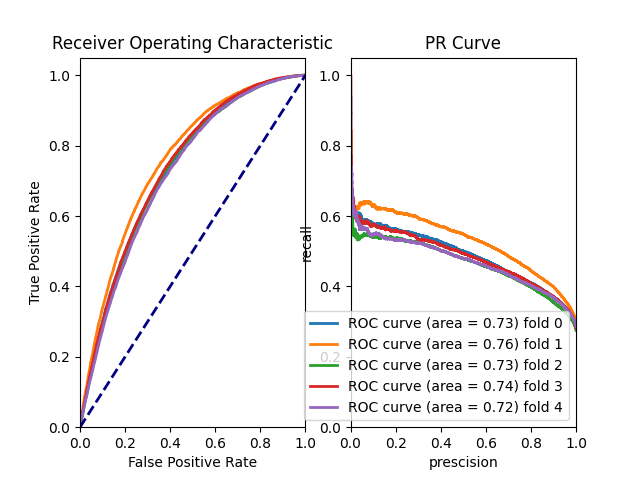 Receiver Operating Characteristic
1.0
0.8
0.6
0.4
0.2
0.0
True Positive Rate
0.0 0.2 0.4 0.6 0.8 1.0
False Positive Rate
PR Curve
1.0
0.8
0.6
0.4
0.2
0.0
recall
0.0 0.2 0.4 0.6 0.8 1.0
prescision
ROC curve (area = 0.73) fold 0
ROC curve (area = 0.76) fold 1
ROC curve (area = 0.73) fold 2
ROC curve (area = 0.74) fold 3
ROC curve (area = 0.72) fold 4